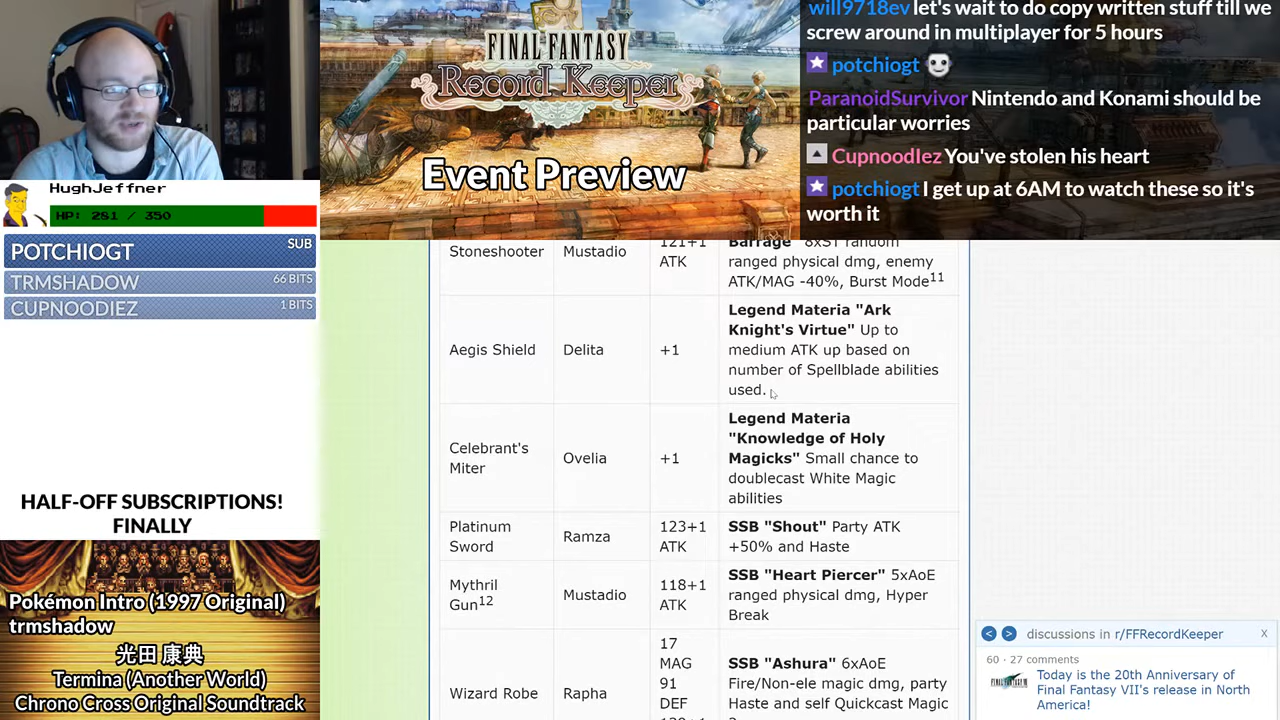 HughJeffner
HP: 281 / 350
POTCHIOGT SUB
TRMSHADOW 66 BITS
CUPNOODIEZ 1 BITS
HALF-OFF SUBSCRIPTIONS!
FINALLY
Pokémon Intro (1997 Original)
trmshadow
光田 康典
Termina (Another World)
Chrono Cross Original Soundtrack
FINAL FANTASY
Record Keeper
Event Preview
will9718ev let's wait to do copy written stuff till we
screw around in multiplayer for 5 hours
potchiogt
ParanoidSurvivor Nintendo and Konami should be
particular worries
Cupnoodlez You've stolen his heart
potchiogt I get up at 6AM to watch these so it's
worth it
Stoneshooter
Mustadio
121+1
ATK
Barrage" 8xST random
ranged physical dmg, enemy
ATK/MAG -40%, Burst Mode11
Aegis Shield
Delita
+1
Legend Materia "Ark
Knight's Virtue" Up to
medium ATK up based on
number of Spellblade abilities
used.
Celebrant's
Miter
Ovelia
+1
Legend Materia
"Knowledge of Holy
Magicks" Small chance to
doublecast White Magic
abilities
Platinum
Sword
Ramza
123+1
ATK
SSB "Shout" Party ATK
+50% and Haste
Mythril
Gun12
Mustadio
118+1
ATK
SSB "Heart Piercer" 5xAoE
ranged physical dmg, Hyper
Break
Wizard Robe
Rapha
17
MAG
91
DEF
SSB "Ashura" 6xAoE
Fire/Non-ele magic dmg, party
Haste and self Quickcast Magic
discussions in r/FFRecordKeeper X
60 · 27 comments
Today is the 20th Anniversary of
Final Fantasy VII's release in North
America!